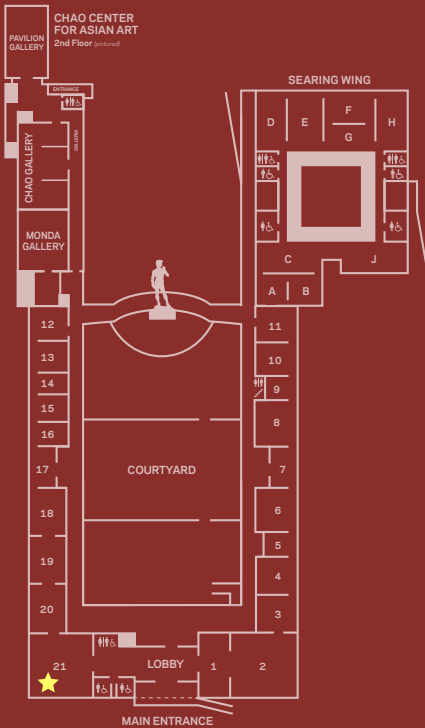 CHAO CENTER
FOR ASIAN ART
2nd Floor (pictured)
PAVILION
GALLERY
ENTRANCE
GALLERIA
CHAO GALLERY
MONDA
GALLERY
SEARING WING
D
E
F
G
H
C
J
A
B
12
13
14
15
16
17
18
19
20
21
11
10
9
8
7
6
5
4
3
2
1
COURTYARD
LOBBY
MAIN ENTRANCE